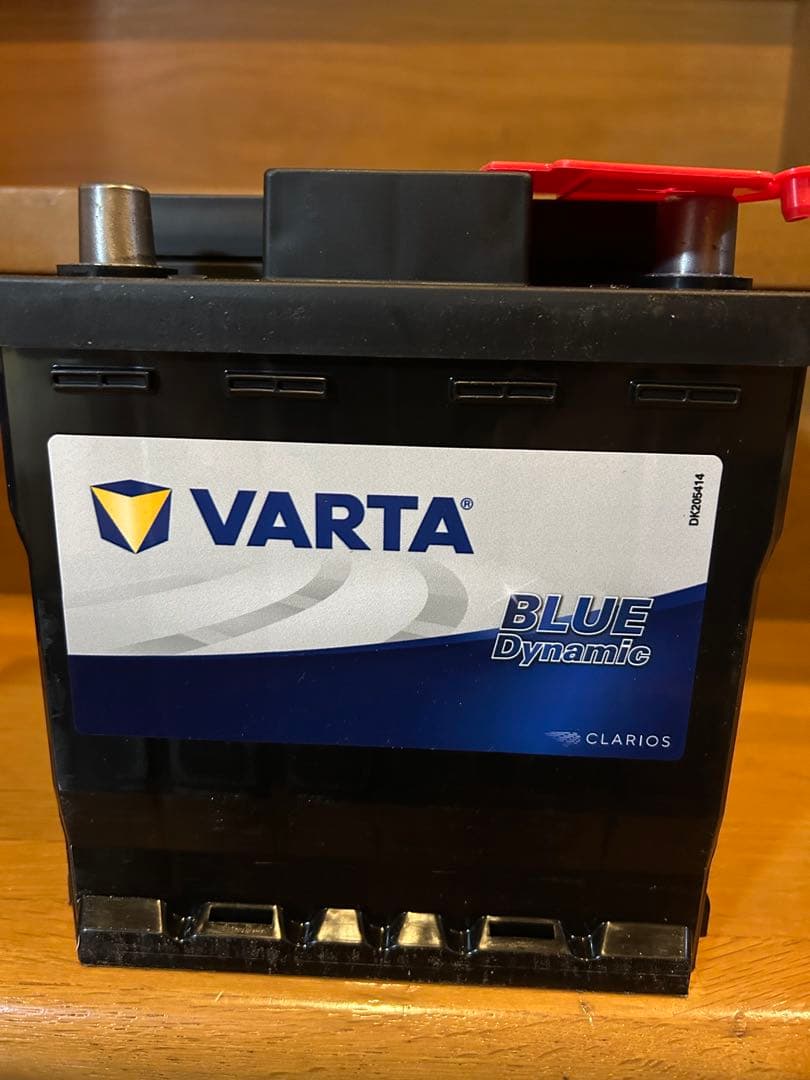 VARTA®
DK205414
BLUE
Dynamic
CLARIOS